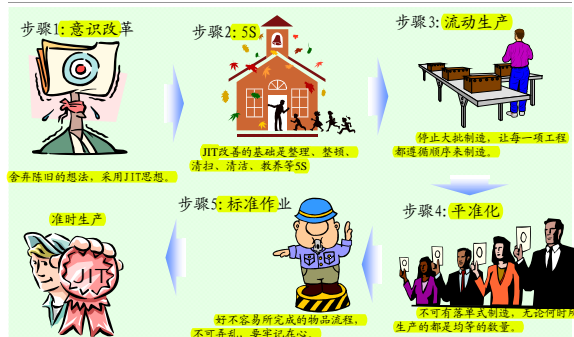 步骤1: 意识改革
舍弃陈旧的想法，采用JIT思想。
步骤2: 5S
JIT改善的基础是整理、整顿、
清扫、清洁、教养等5S
步骤3: 流动生产
停止大批制造，让每一项工程
都遵循顺序来制造。
步骤4: 平准化
不可有落单式制造，无论何时所
生产的都是均等的数量。
步骤5: 标准作业
好不容易所完成的物品流程，
不可弄乱，要牢记在心。
准时生产
JIT